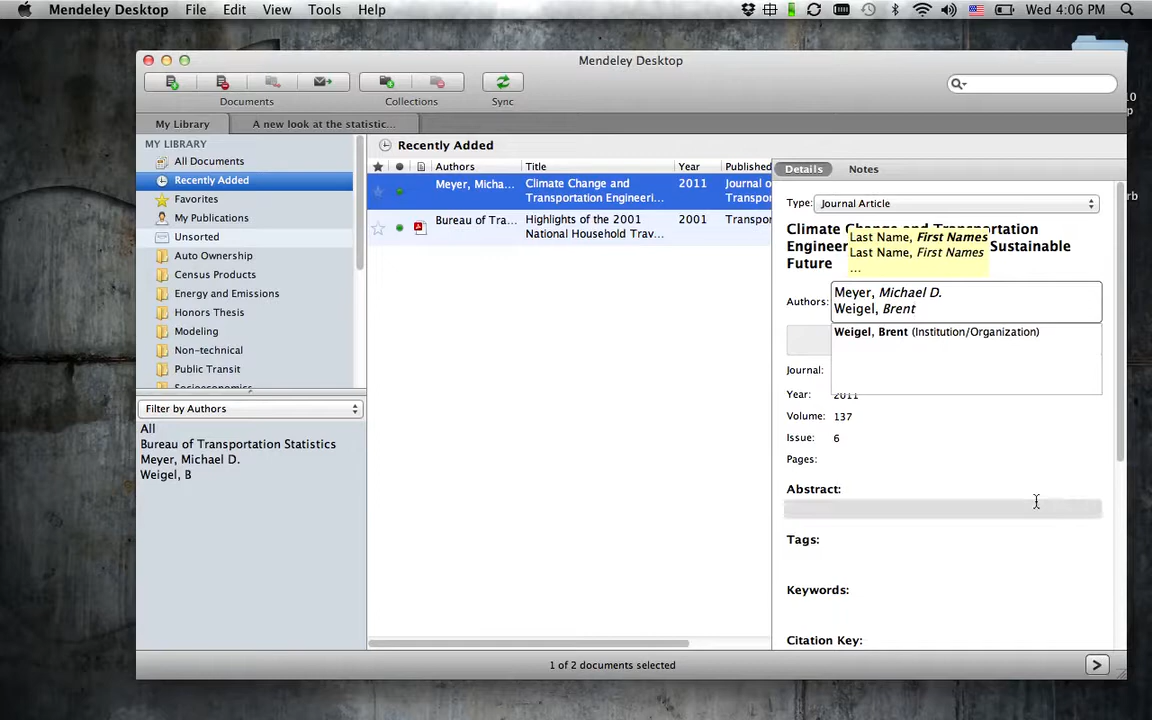 Mendeley Desktop File Edit View Tools Help Wed 4:06 PM
Mendeley Desktop
Documents Collections Sync
My Library A new look at the statistic...
MY LIBRARY
All Documents
Recently Added
Favorites
My Publications
Unsorted
Auto Ownership
Census Products
Energy and Emissions
Honors Thesis
Modeling
Non-technical
Public Transit
Socioeconomics
Filter by Authors
All
Bureau of Transportation Statistics
Meyer, Michael D.
Weigel, B
Recently Added
Authors Title Year Published
Meyer, Micha... Climate Change and 2011 Journal o
Transportation Engineeri... Transpor
Bureau of Tra... Highlights of the 2001 2001 Transpor
National Household Trav...
Details Notes
Type: Journal Article
Climate Change and Transportation
Engineer Sustainable
Future
Last Name, First Names
Last Name, First Names
...
Authors: Meyer, Michael D.
Weigel, Brent
Weigel, Brent (Institution/Organization)
Journal:
Year: 2011
Volume: 137
Issue: 6
Pages:
Abstract:
Tags:
Keywords:
Citation Key:
1 of 2 documents selected
10
p
rb